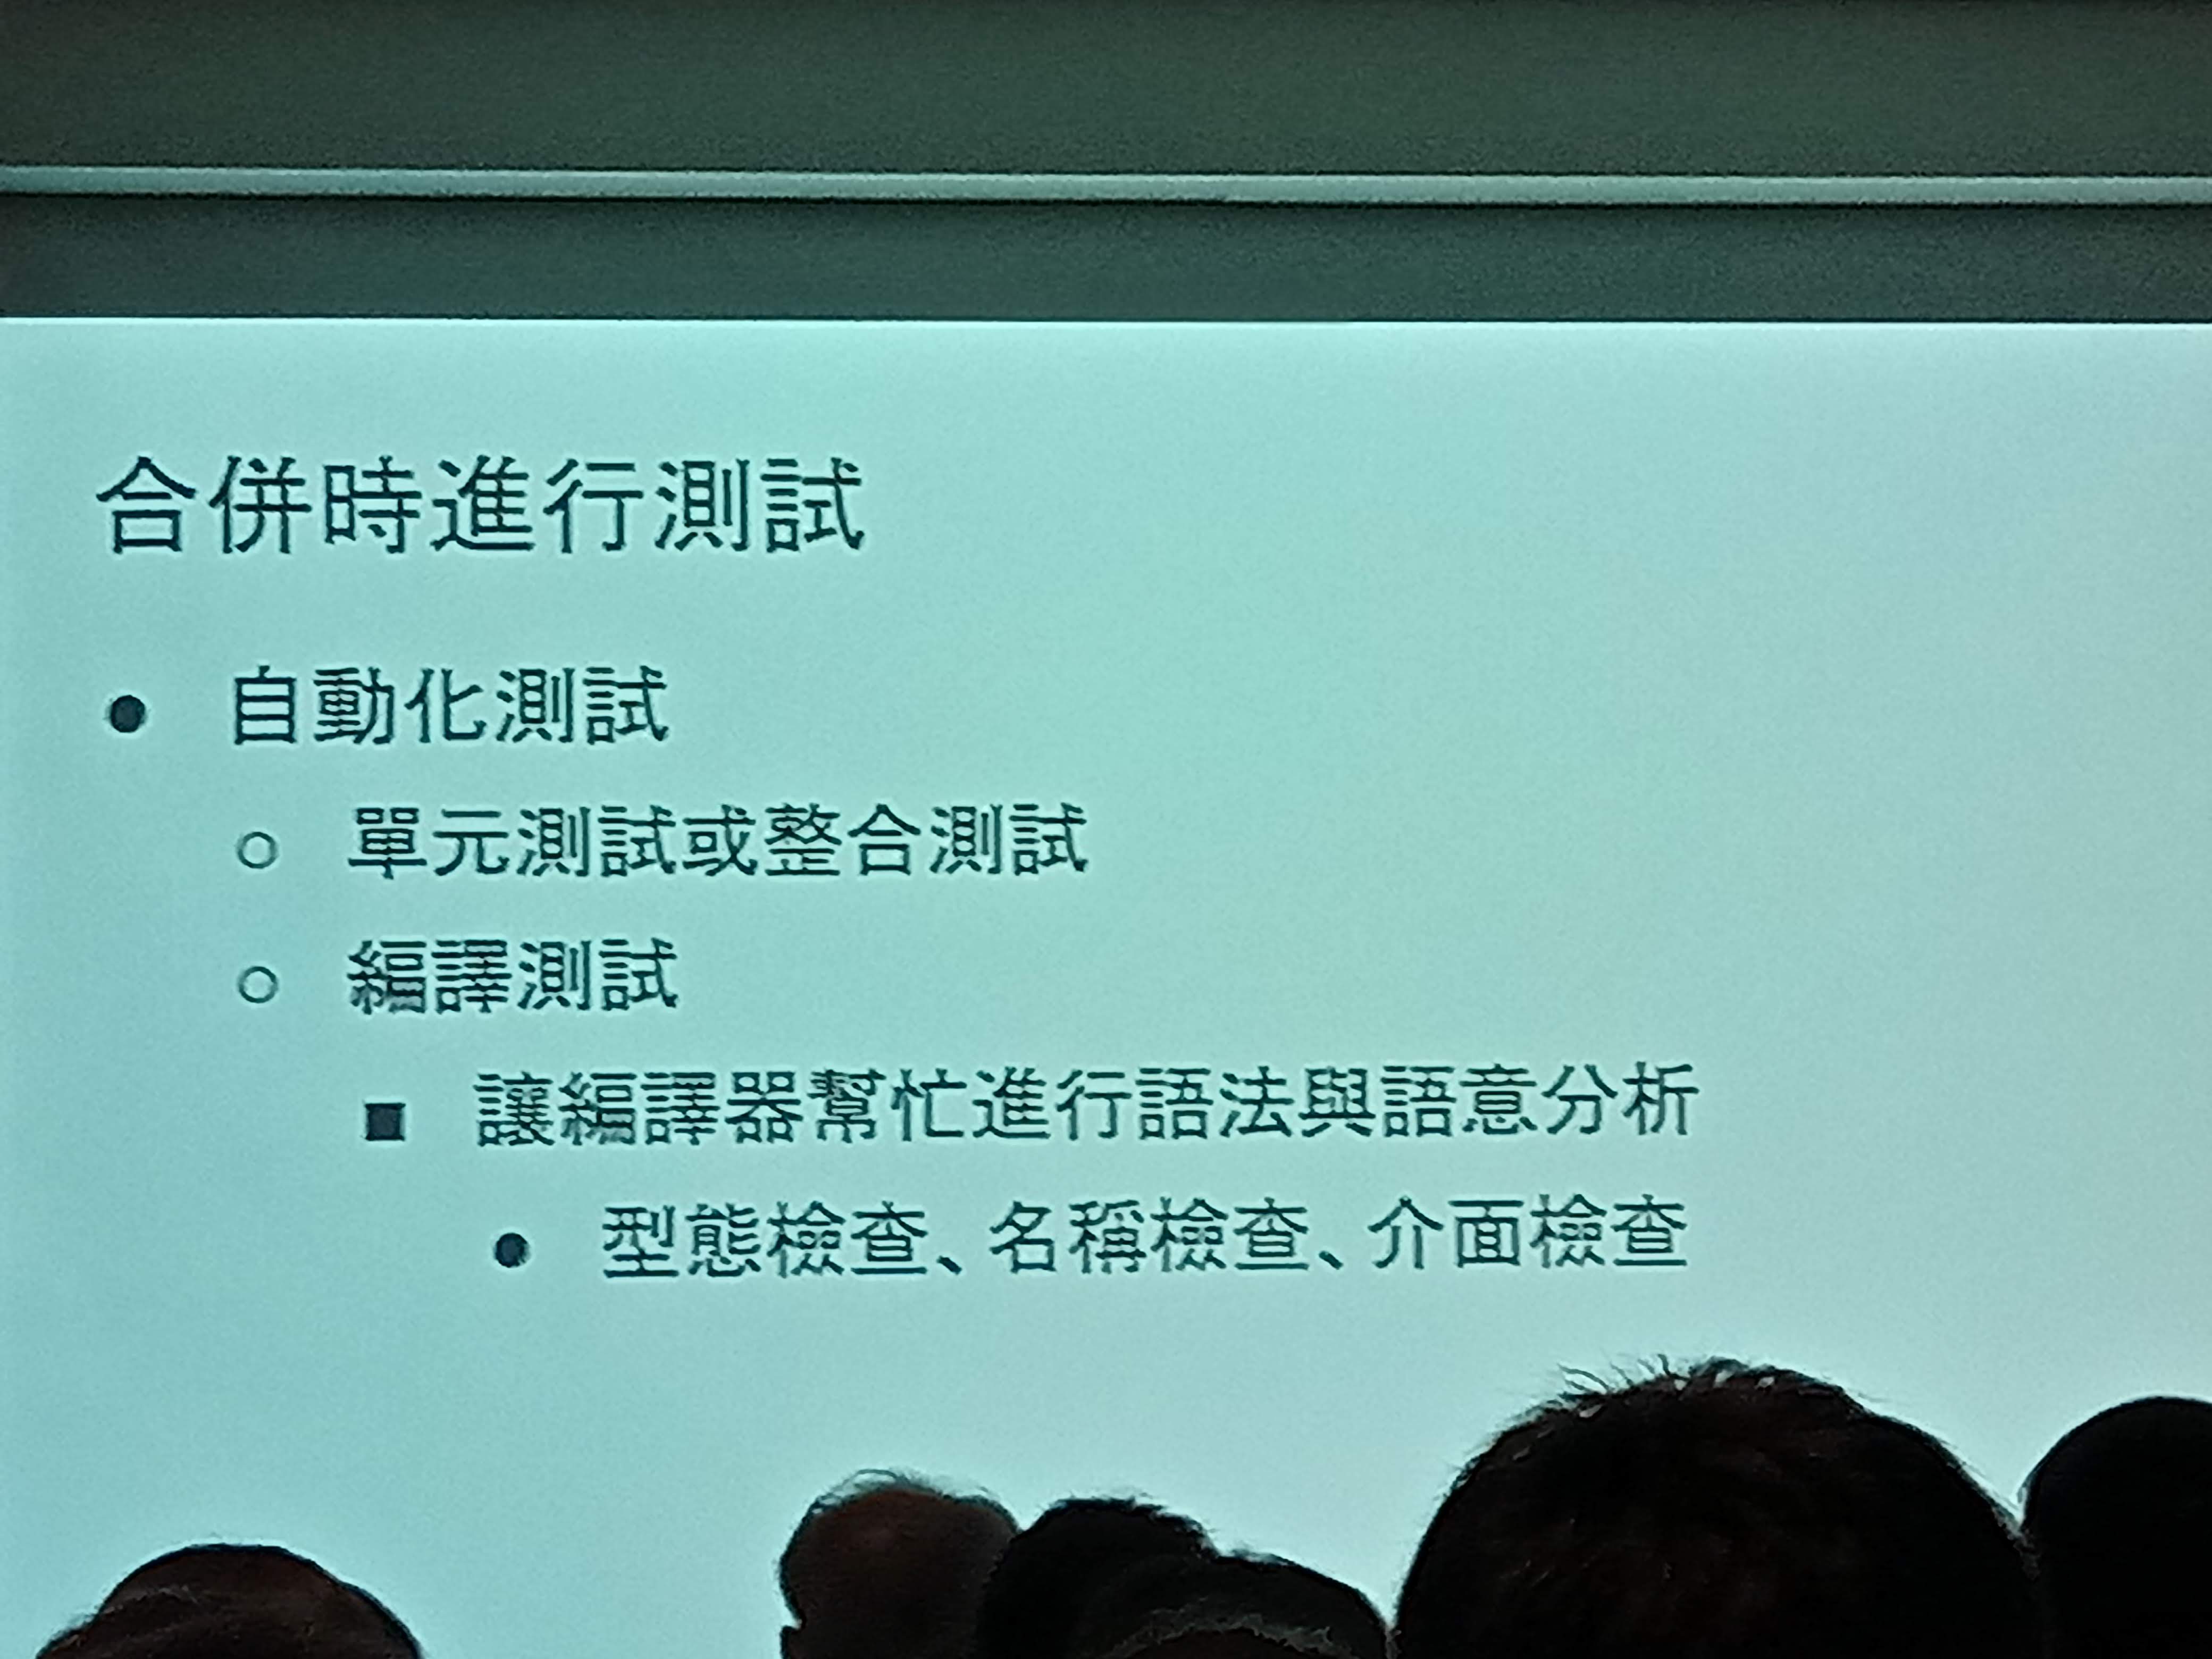 合併時進行測試
● 自動化測試
○ 單元測試或整合測試
○ 編譯測試
■ 讓編譯器幫忙進行語法與語意分析
● 型態檢查、名稱檢查、介面檢查